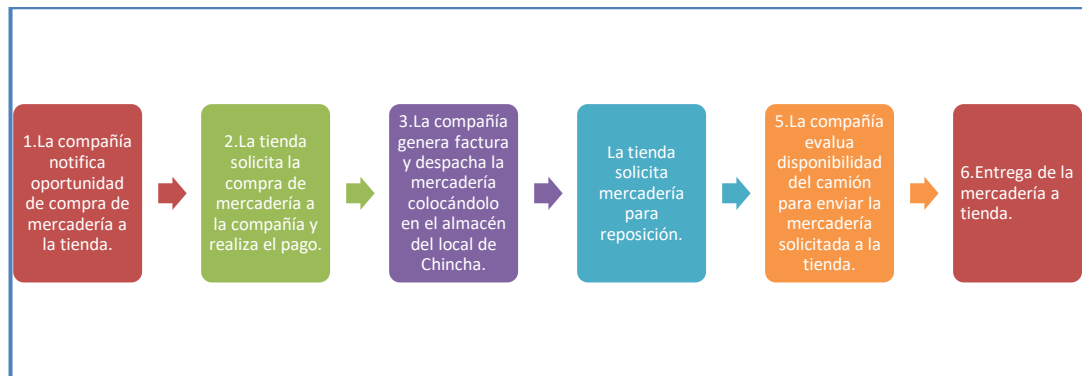 1.La compañía
notifica
oportunidad
de compra de
mercadería a
la tienda.
2.La tienda
solicita la
compra de
mercadería a
la compañía y
realiza el pago.
3.La compañía
genera factura
y despacha la
mercadería
colocándolo
en el almacén
del local de
Chincha.
La tienda
solicita
mercadería
para
reposición.
5.La compañía
evalua
disponibilidad
del camión
para enviar la
mercadería
solicitada a la
tienda.
6.Entrega de la
mercadería a
tienda.